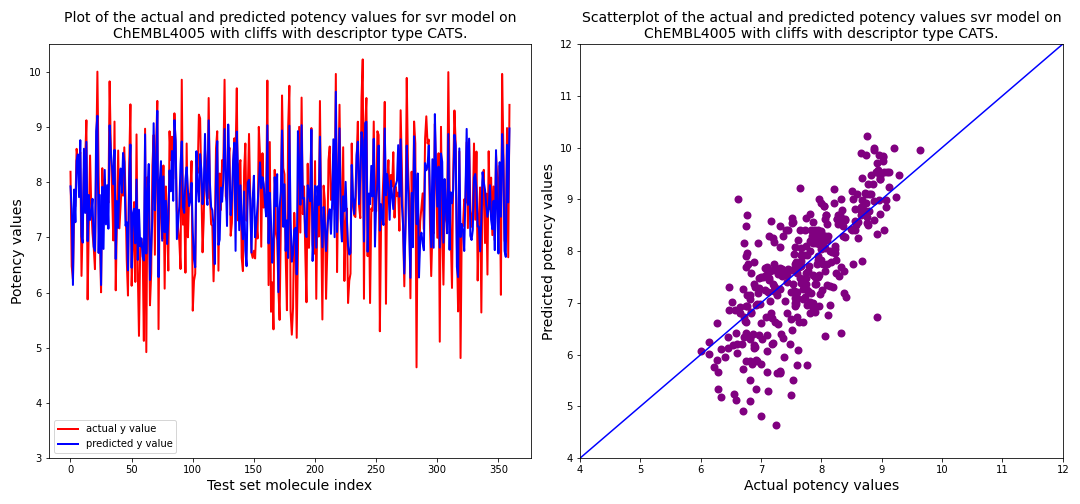 Plot of the actual and predicted potency values for svr model on
ChEMBL4005 with cliffs with descriptor type CATS.
Potency values
10
9
8
7
6
5
4
3
actual y value
predicted y value
0 50 100 150 200 250 300 350
Test set molecule index
Scatterplot of the actual and predicted potency values svr model on
ChEMBL4005 with cliffs with descriptor type CATS.
Predicted potency values
12
11
10
9
8
7
6
5
4
4 5 6 7 8 9 10 11 12
Actual potency values